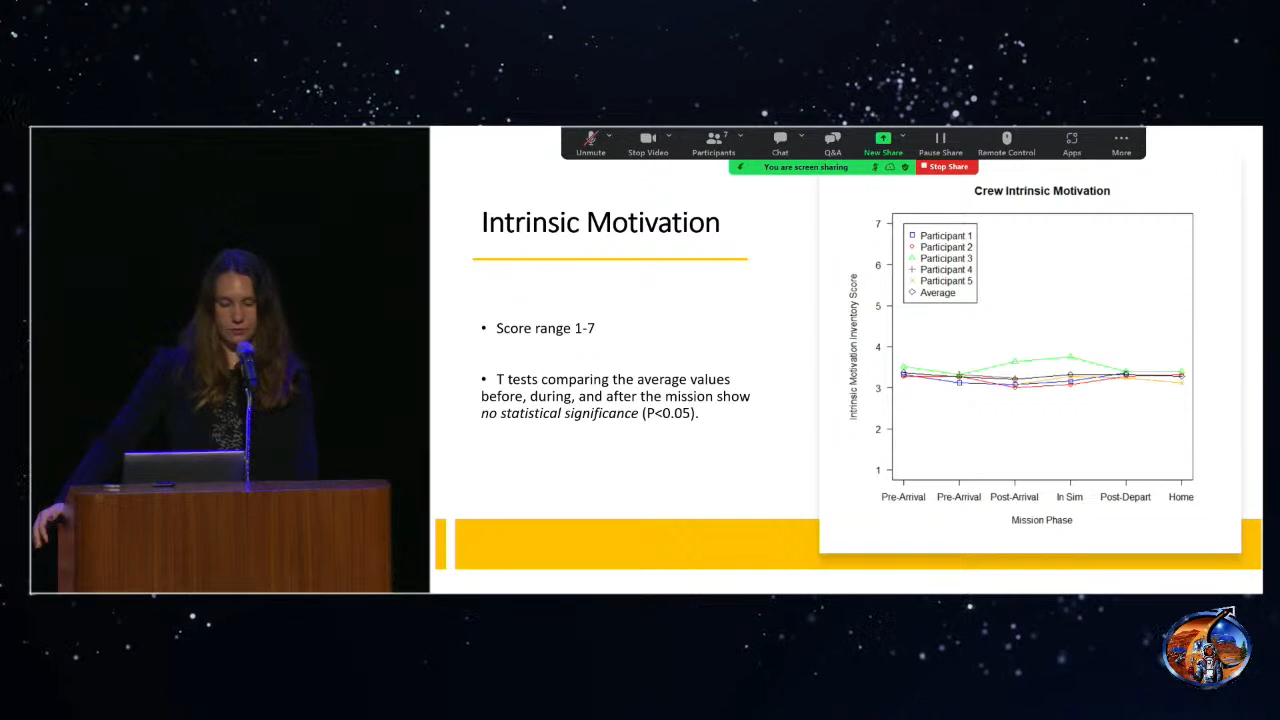 7
Unmute
Stop Video
Participants
Chat
Q&A
New Share
Pause Share
Remote Control
Apps
More
You are screen sharing
Stop Share
Intrinsic Motivation
• Score range 1-7
• T tests comparing the average values
before, during, and after the mission show
no statistical significance (P<0.05).
Crew Intrinsic Motivation
Intrinsic Motivation Inventory Score
7
6
5
4
3
2
1
Participant 1
Participant 2
Participant 3
Participant 4
Participant 5
Average
Pre-Arrival
Pre-Arrival
Post-Arrival
In Sim
Post-Depart
Home
Mission Phase